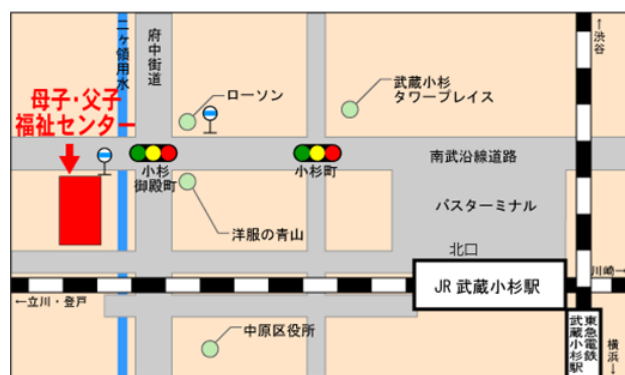 二ヶ領用水
府中街道
←渋谷
母子・父子
福祉センター
ローソン
武蔵小杉
タワープレイス
小杉
御殿町
小杉町
南武沿線道路
洋服の青山
バスターミナル
北口
JR 武蔵小杉駅
川崎→
←立川・登戸
中原区役所
東急電鉄
武蔵小杉駅
横浜→